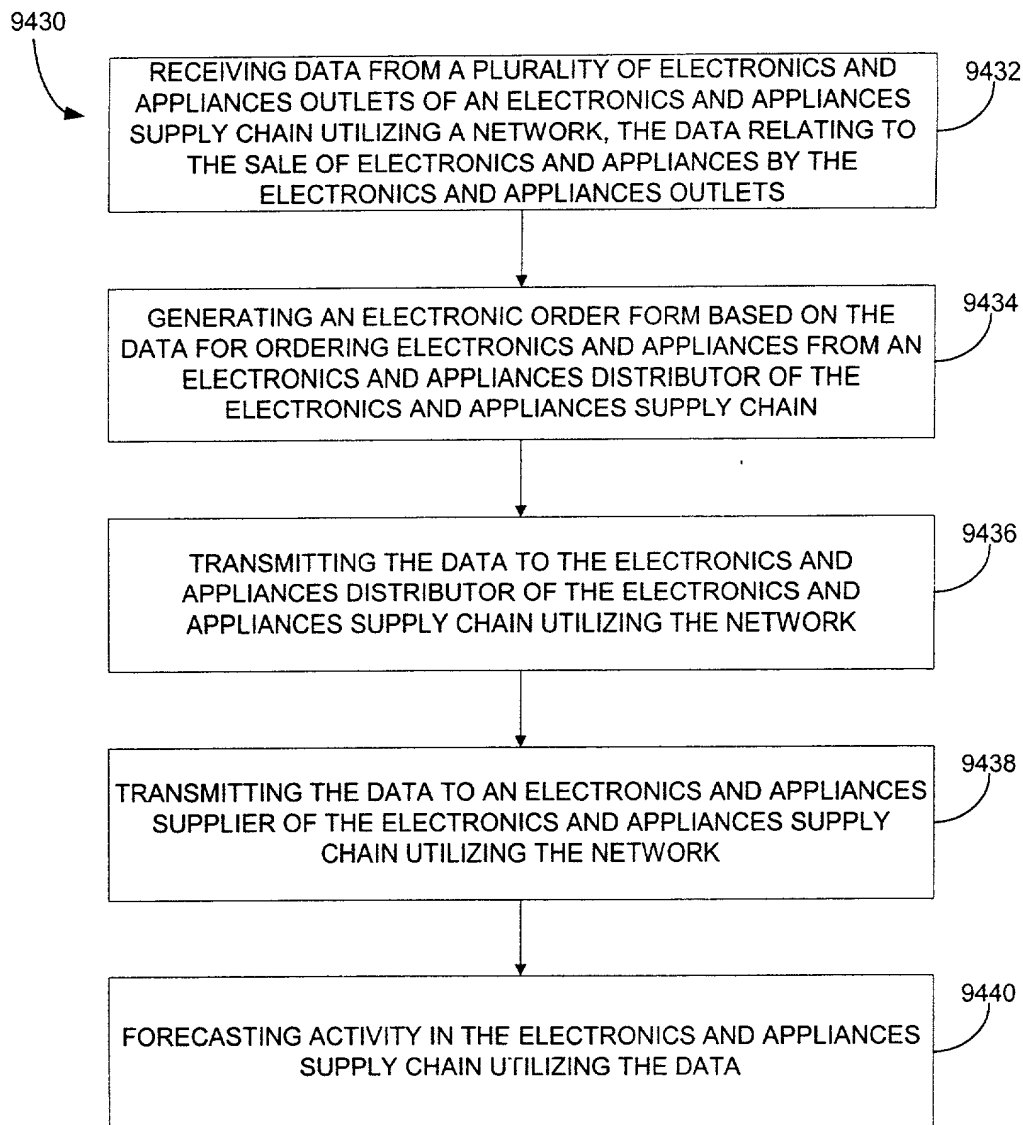 9430
RECEIVING DATA FROM A PLURALITY OF ELECTRONICS AND
APPLIANCES OUTLETS OF AN ELECTRONICS AND APPLIANCES
SUPPLY CHAIN UTILIZING A NETWORK, THE DATA RELATING TO
THE SALE OF ELECTRONICS AND APPLIANCES BY THE
ELECTRONICS AND APPLIANCES OUTLETS
9432
GENERATING AN ELECTRONIC ORDER FORM BASED ON THE
DATA FOR ORDERING ELECTRONICS AND APPLIANCES FROM AN
ELECTRONICS AND APPLIANCES DISTRIBUTOR OF THE
ELECTRONICS AND APPLIANCES SUPPLY CHAIN
9434
TRANSMITTING THE DATA TO THE ELECTRONICS AND
APPLIANCES DISTRIBUTOR OF THE ELECTRONICS AND
APPLIANCES SUPPLY CHAIN UTILIZING THE NETWORK
9436
TRANSMITTING THE DATA TO AN ELECTRONICS AND APPLIANCES
SUPPLIER OF THE ELECTRONICS AND APPLIANCES SUPPLY
CHAIN UTILIZING THE NETWORK
9438
FORECASTING ACTIVITY IN THE ELECTRONICS AND APPLIANCES
SUPPLY CHAIN UTILIZING THE DATA
9440